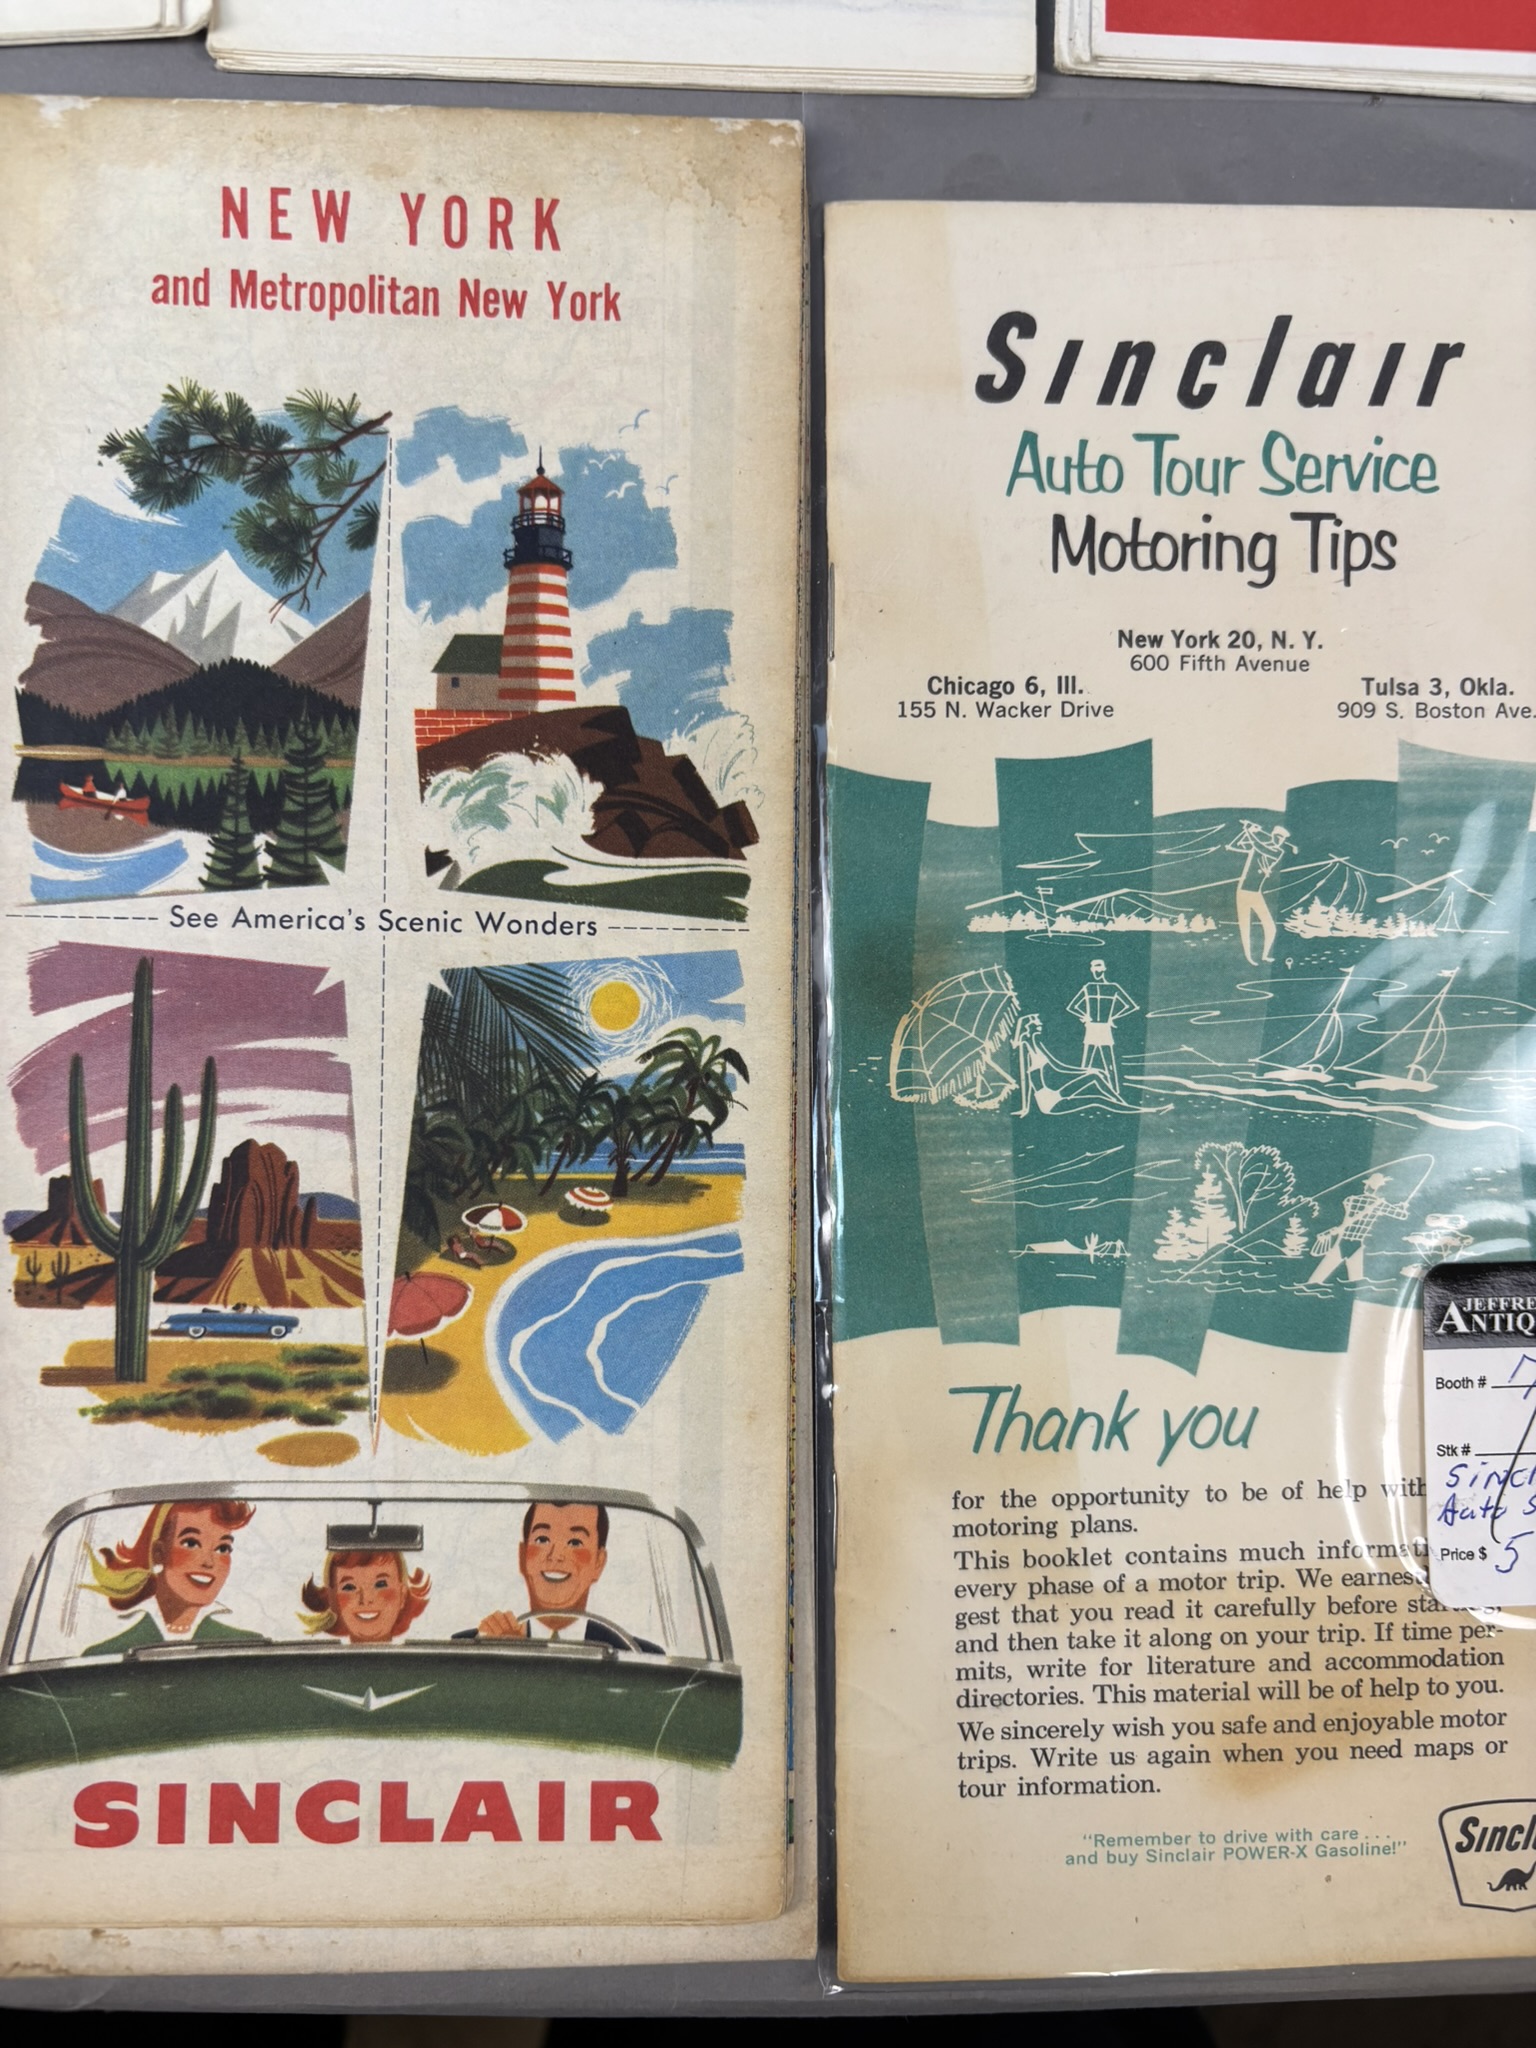 NEW YORK
and Metropolitan New York
See America's Scenic Wonders
SINCLAIR
Sinclair
Auto Tour Service
Motoring Tips
New York 20, N. Y.
600 Fifth Avenue
Chicago 6, Ill.
155 N. Wacker Drive
Tulsa 3, Okla.
909 S. Boston Ave.
Thank you
for the opportunity to be of help with
motoring plans.
This booklet contains much
every phase of a motor trip. We
gest that you read it carefully before
and then take it along on your trip. If time per-
mits, write for literature and accommodation
directories. This material will be of help to you.
We sincerely wish you safe and enjoyable motor
trips. Write us again when you need maps or
tour information.
"Remember to drive with care...
and buy Sinclair POWER-X Gasoline!"
Booth # 7
Stk #
Auto
Price $ 5